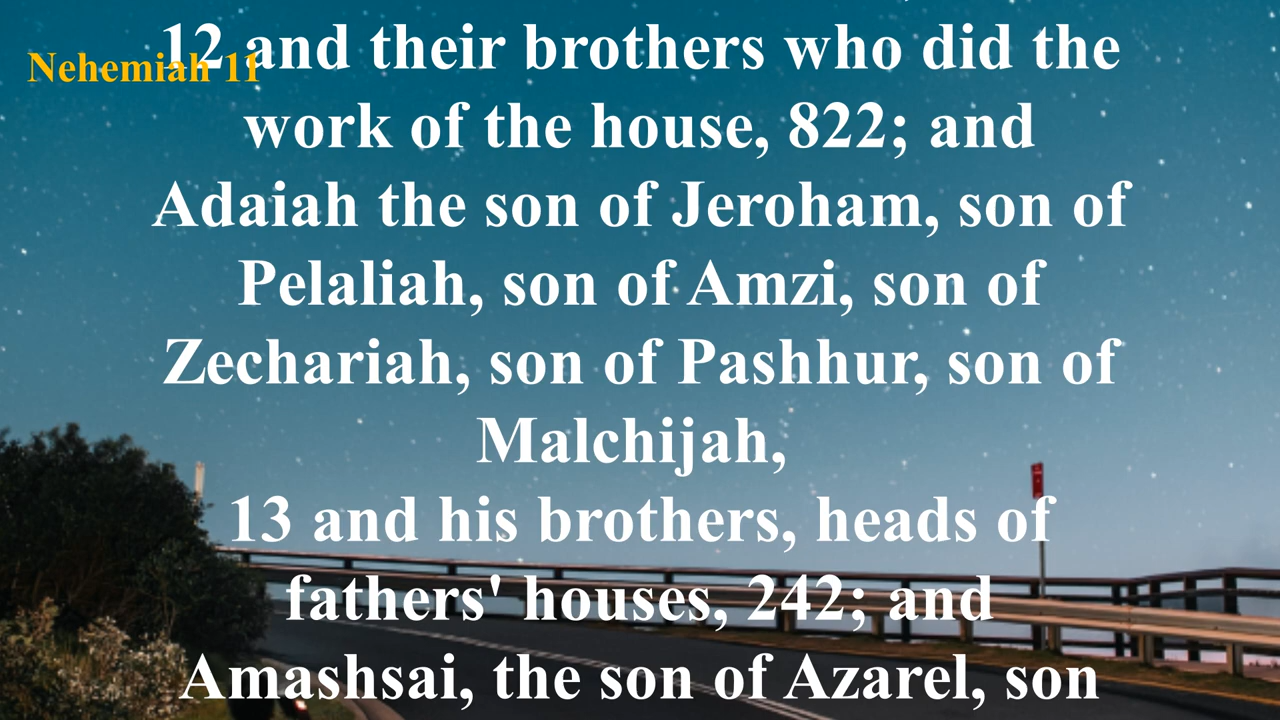 Nehemiah 11
12 and their brothers who did the
work of the house, 822; and
Adaiah the son of Jeroham, son of
Pelaliah, son of Amzi, son of
Zechariah, son of Pashhur, son of
Malchijah,
13 and his brothers, heads of
fathers' houses, 242; and
Amashsai, the son of Azarel, son